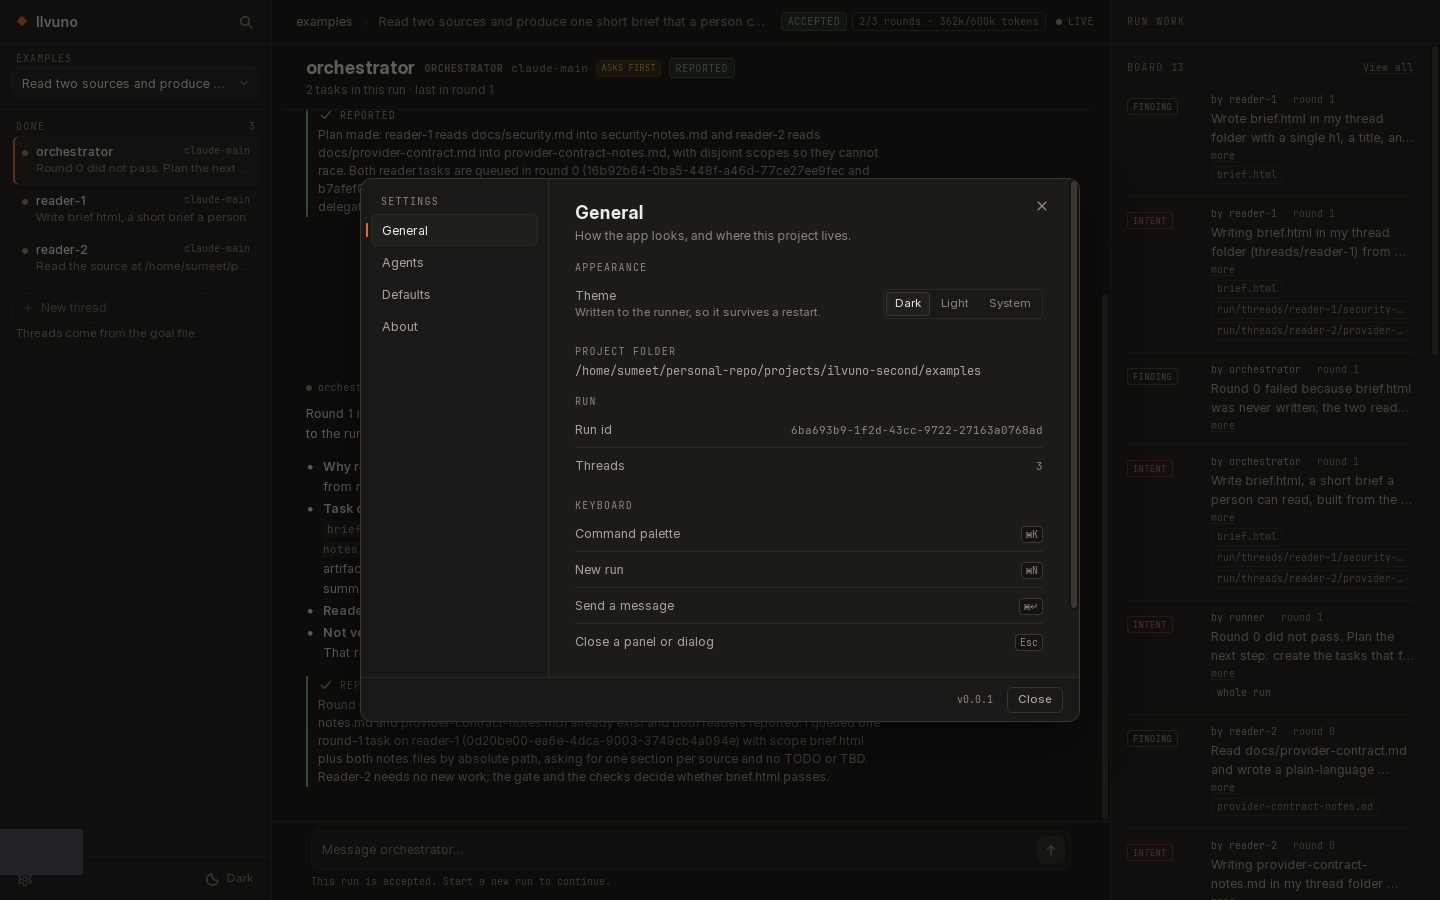 Ilvuno
EXAMPLES
Read two sources and produce ...
DONE 3
orchestrator claude-main
Round 0 did not pass. Plan the next ...
reader-1 claude-main
Write brief.html, a short brief a person
reader-2 claude-main
Read the source at /home/sumeet/p...
+ New thread
Threads come from the goal file.
Dark
examples > Read two sources and produce one short brief that a person c...
ACCEPTED 2/3 rounds · 362k/600k tokens LIVE
orchestrator ORCHESTRATOR claude-main ASKS FIRST REPORTED
2 tasks in this run · last in round 1
REPORTED
Plan made: reader-1 reads docs/security.md into security-notes.md and reader-2 reads
docs/provider-contract.md into provider-contract-notes.md, with disjoint scopes so they cannot
race. Both reader tasks are queued in round 0 (16b92b64-0ba5-448f-a46d-77ce27ee9fec and
b7afef
delegat
orchest
Round 1 i
to the rur
Why r
from r
Task
brief
notes
artifac
summ
Reade
Not ve
That r
REP
Round
notes.md and provider-contract-notes.md) already exist and both readers reported. I queued one
round-1 task on reader-1 (0d20be00-ea6e-4dca-9003-3749cb4a094e) with scope brief.html
plus both notes files by absolute path, asking for one section per source and no TODO or TBD.
Reader-2 needs no new work; the gate and the checks decide whether brief.html passes.
Message orchestrator...
This run is accepted. Start a new run to continue.
SETTINGS
General
Agents
Defaults
About
General
How the app looks, and where this project lives.
APPEARANCE
Theme
Written to the runner, so it survives a restart.
Dark Light System
PROJECT FOLDER
/home/sumeet/personal-repo/projects/ilvuno-second/examples
RUN
Run id 6ba693b9-1f2d-43cc-9722-27163a0768ad
Threads 3
KEYBOARD
Command palette ⌘K
New run ⌘N
Send a message ⌘↵
Close a panel or dialog Esc
v0.0.1 Close
RUN WORK
BOARD 13 View all
FINDING
by reader-1 · round 1
Wrote brief.html in my thread
folder with a single h1, a title, an...
more
brief.html
INTENT
by reader-1 · round 1
Writing brief.html in my thread
folder (threads/reader-1) from ...
more
brief.html
run/threads/reader-1/security-...
run/threads/reader-2/provider-...
FINDING
by orchestrator · round 1
Round 0 failed because brief.html
was never written; the two read...
more
INTENT
by orchestrator · round 1
Write brief.html, a short brief a
person can read, built from the ...
more
brief.html
run/threads/reader-1/security-...
run/threads/reader-2/provider-...
INTENT
by runner · round 1
Round 0 did not pass. Plan the
next step: create the tasks that f...
more
whole run
FINDING
by reader-2 · round 0
Read docs/provider-contract.md
and wrote a plain-language ...
more
provider-contract-notes.md
INTENT
by reader-2 · round 0
Writing provider-contract-
notes.md in my thread folder ...